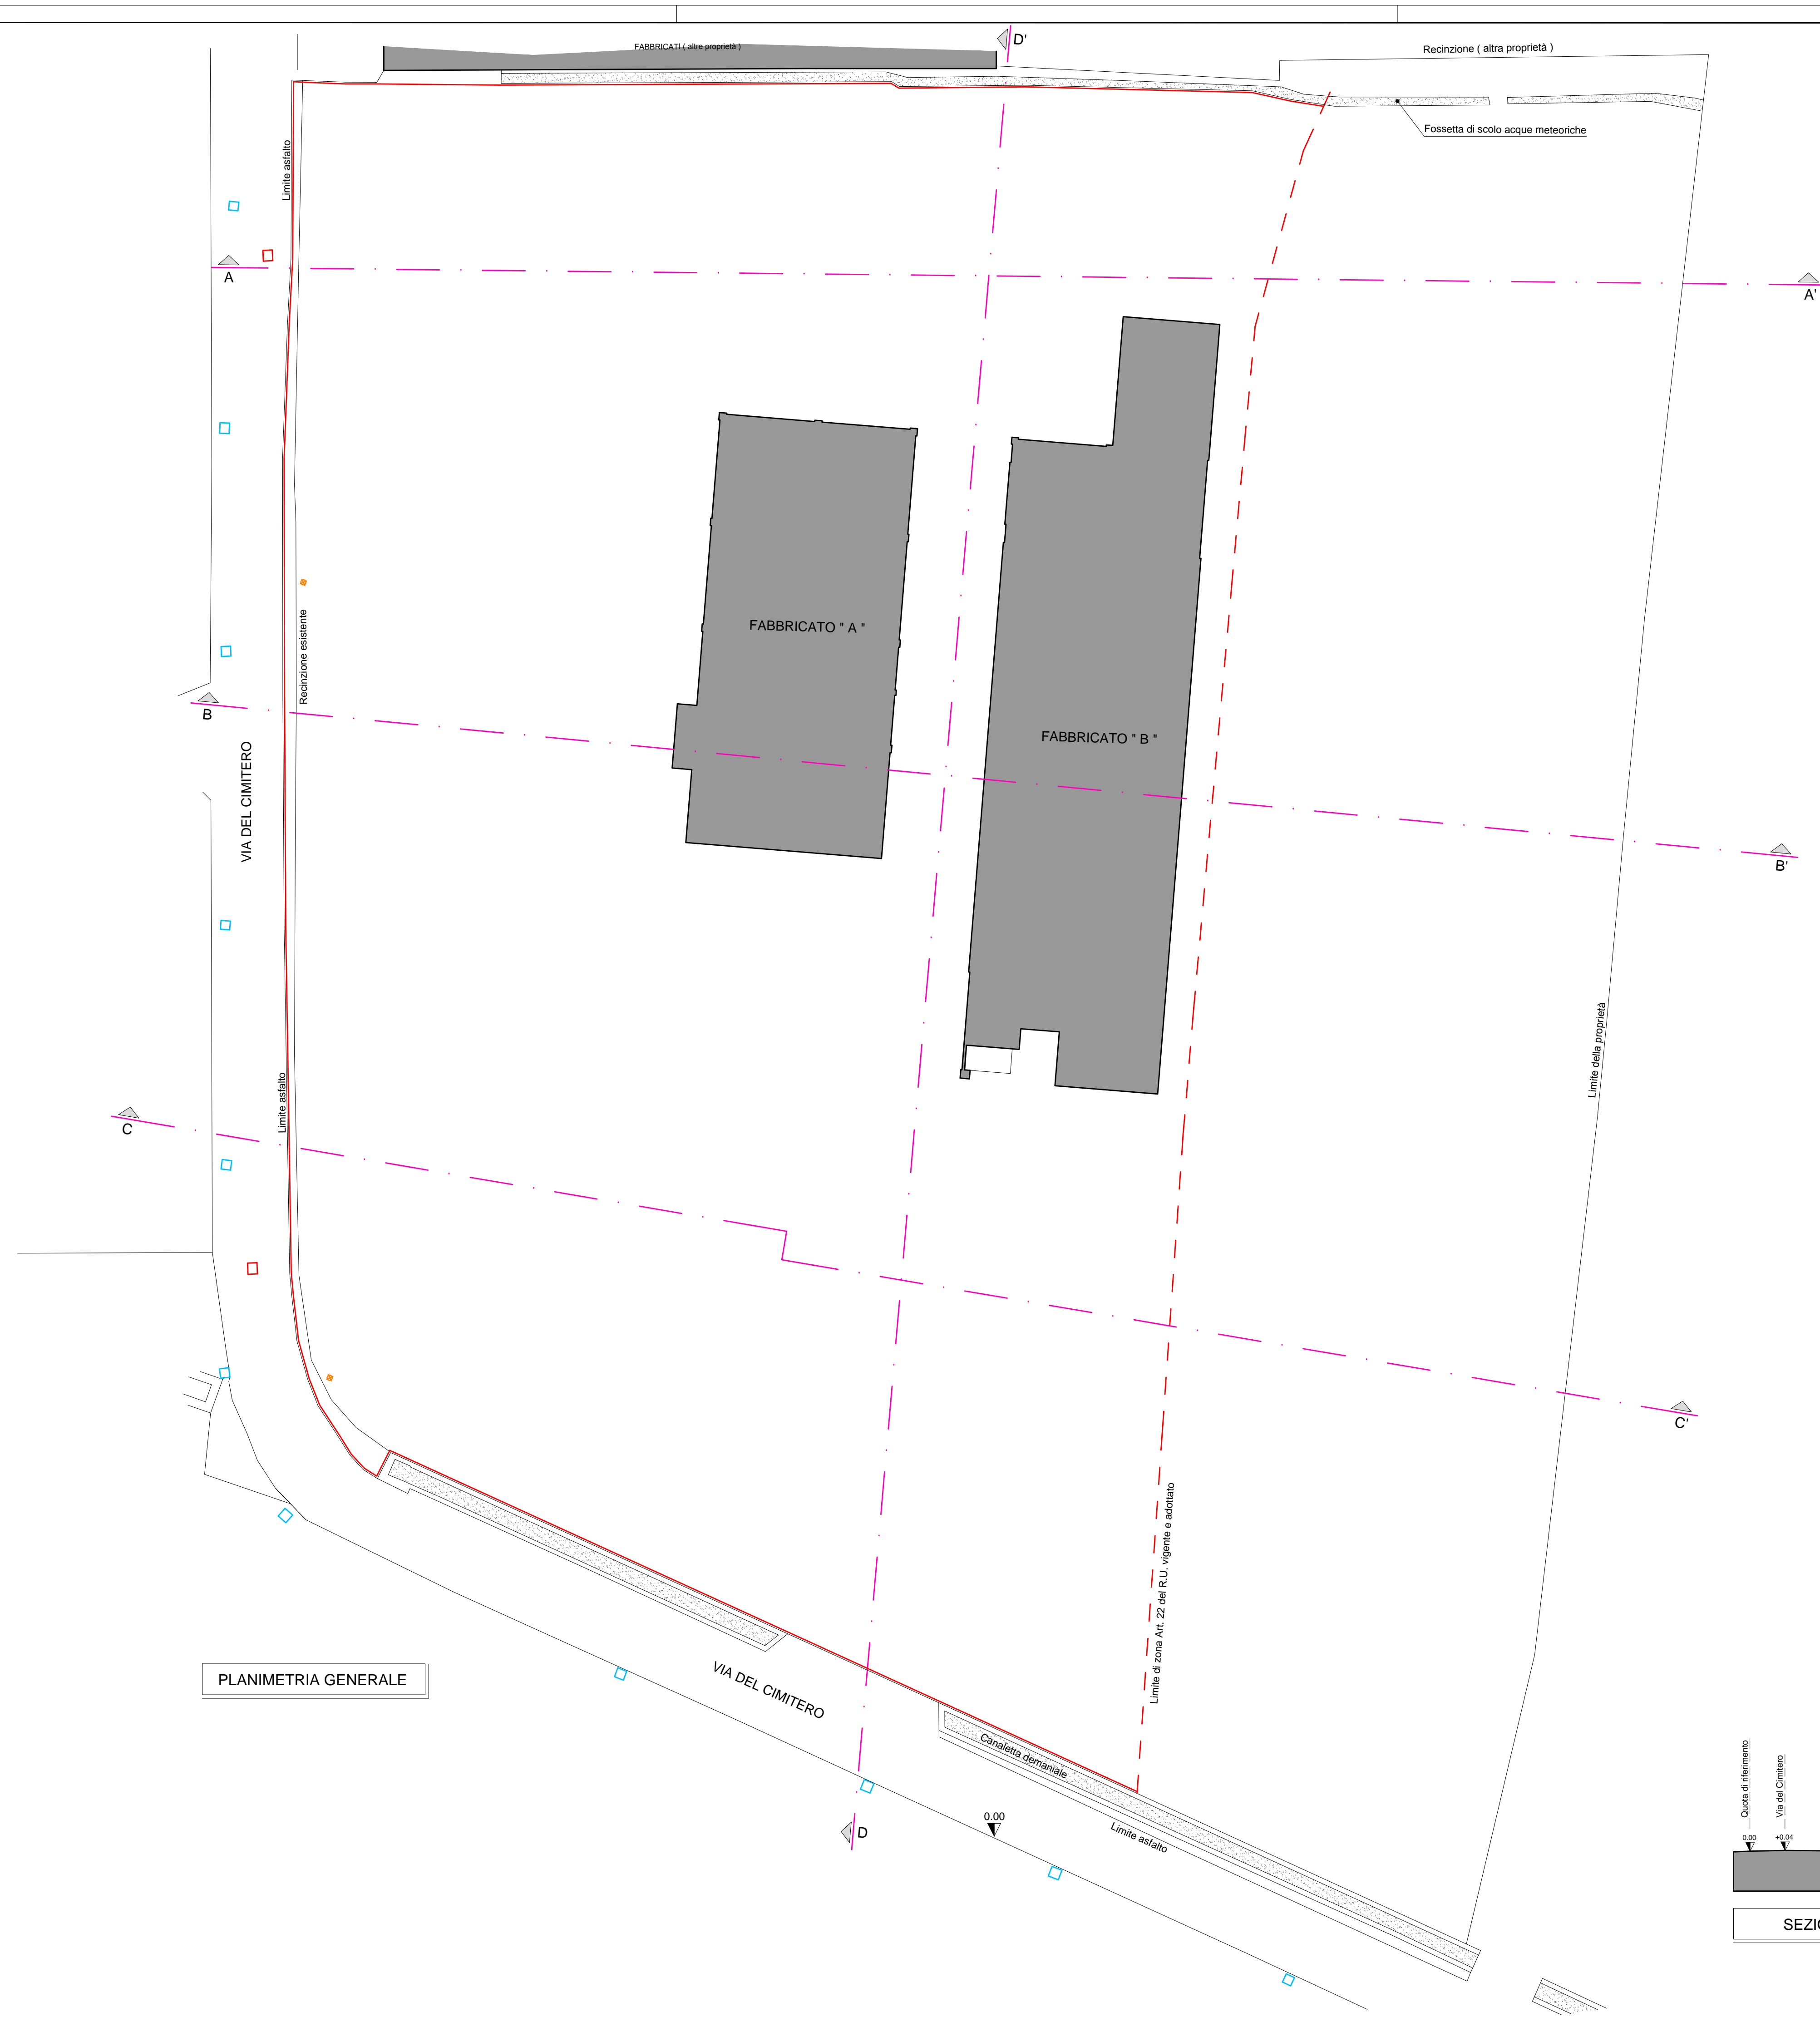 FABBRICATI ( altre proprietà )
D'
Recinzione ( altra proprietà )
Fossetta di scolo acque meteoriche
Limite asfalto
A
A'
FABBRICATO " A "
Recinzione esistente
B
FABBRICATO " B "
VIA DEL CIMITERO
B'
Limite della proprietà
Limite asfalto
C
C'
Limite di zona Art. 22 del R.U. vigente e adottato
PLANIMETRIA GENERALE
VIA DEL CIMITERO
Canaletta demaniale
D
0.00
Limite asfalto
Quota di riferimento
Via del Cimitero
0.00
+0.04